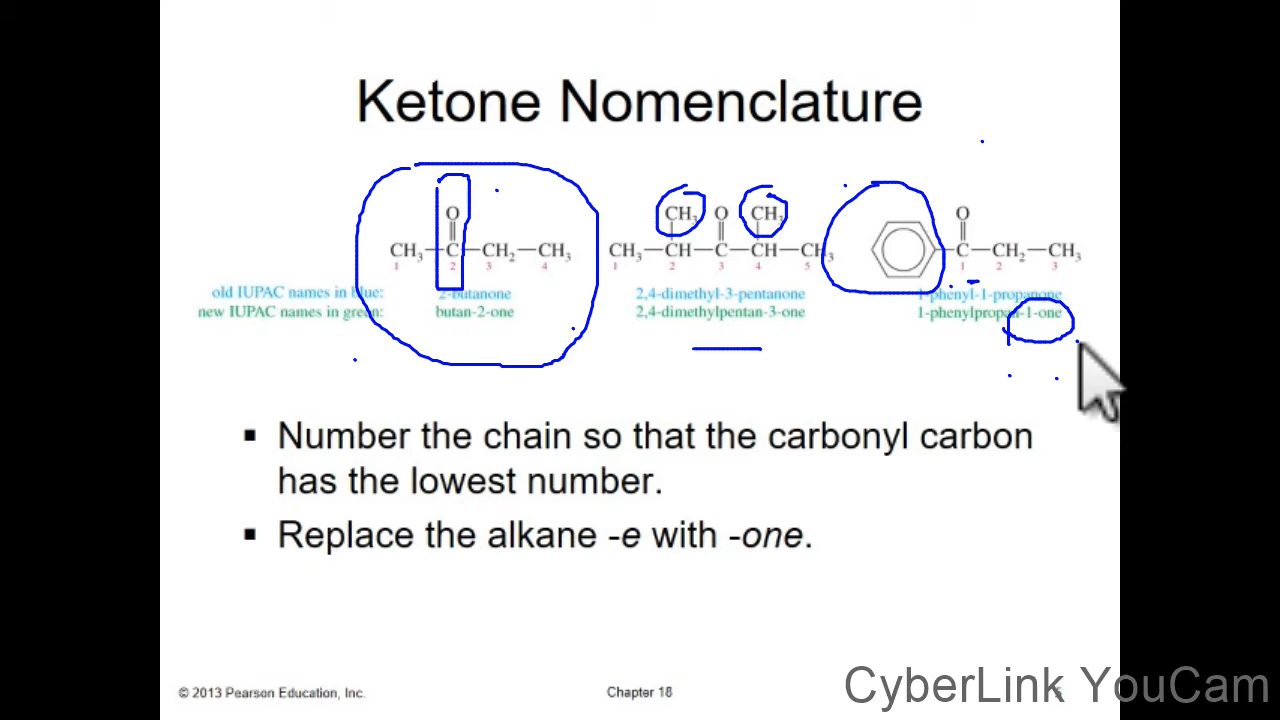 Ketone Nomenclature
O CH3 O CH3 O
CH3—C—CH2—CH3 CH3—CH—C—CH—CH3 C—CH2—CH3
1 2 3 4 1 2 3 4 5 1 2 3
old IUPAC names in blue: 2-butanone 2,4-dimethyl-3-pentanone 1-phenyl-1-propanone
new IUPAC names in green: butan-2-one 2,4-dimethylpentan-3-one 1-phenylpropan-1-one
▪ Number the chain so that the carbonyl carbon
has the lowest number.
▪ Replace the alkane -e with -one.
© 2013 Pearson Education, Inc. Chapter 18
CyberLink YouCam